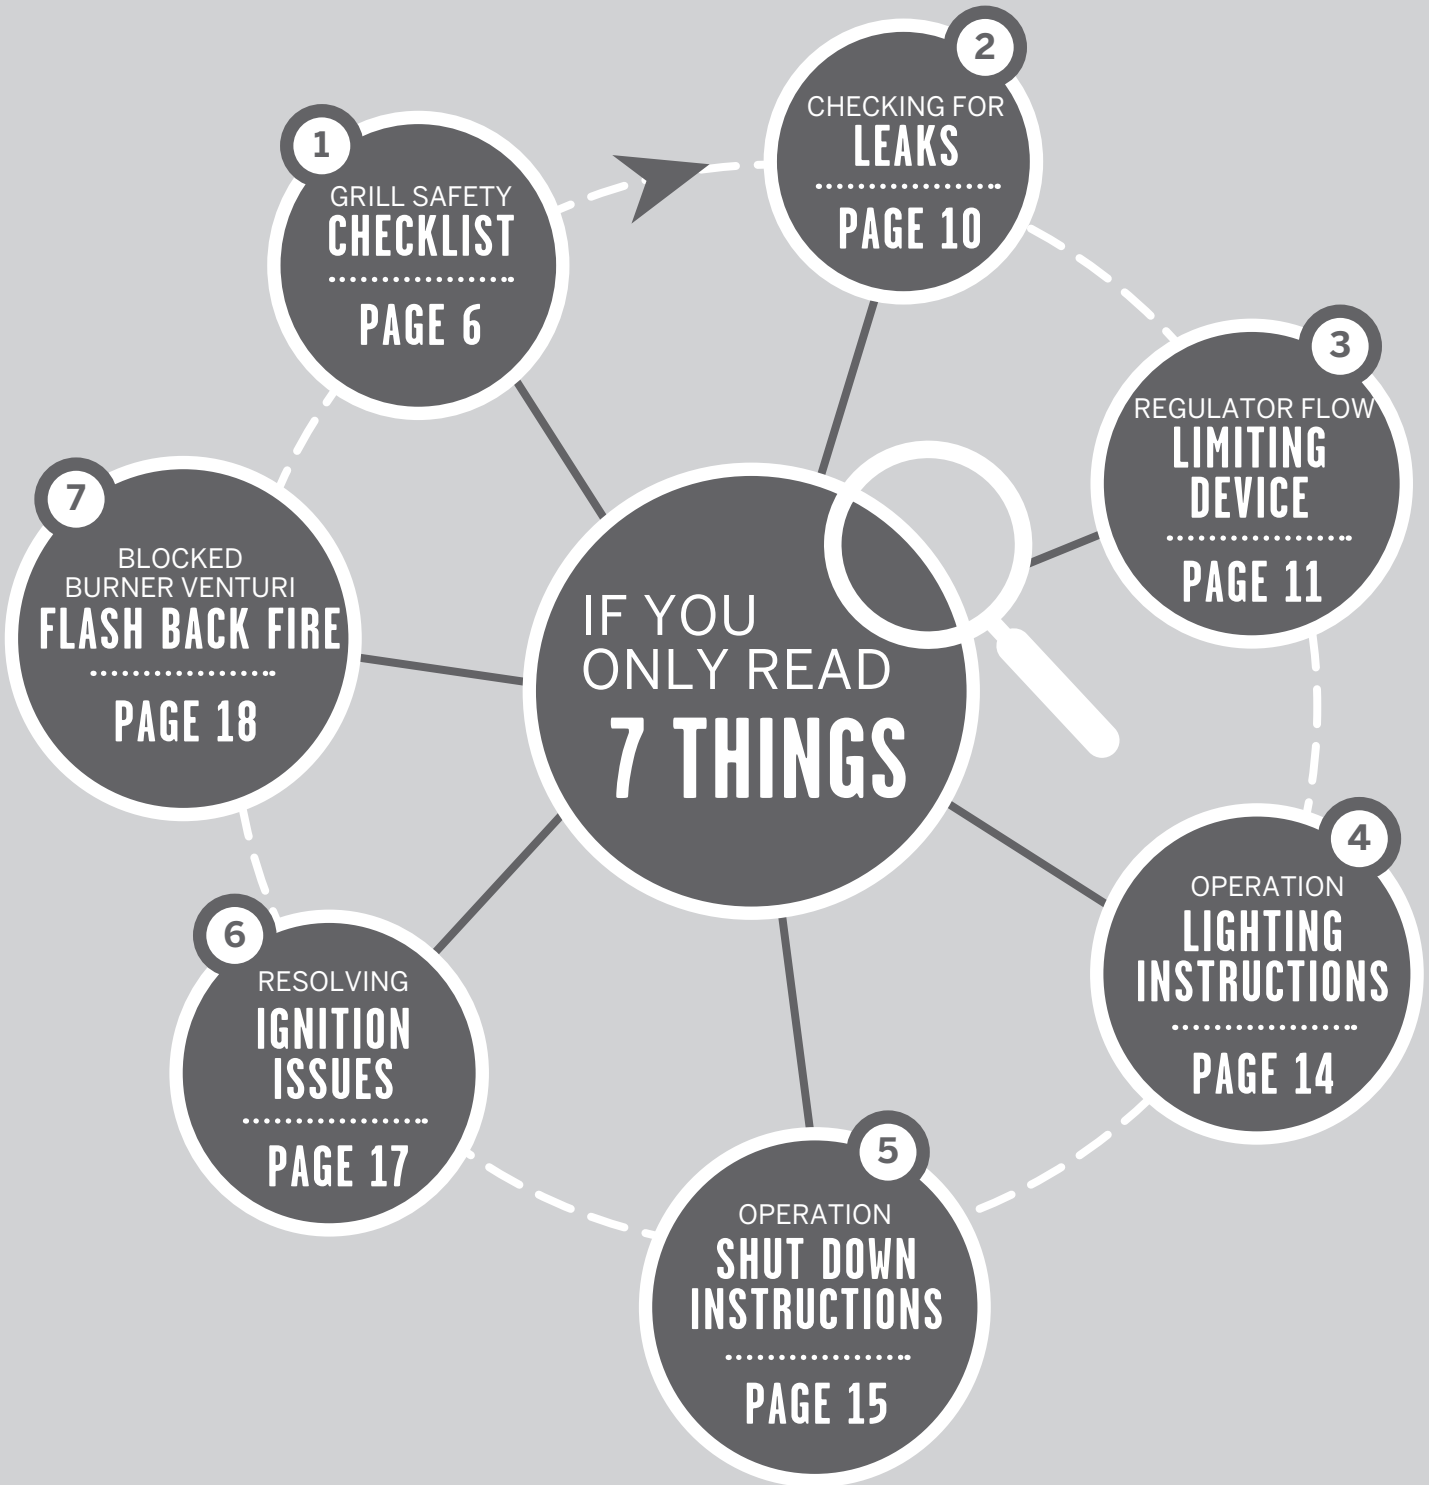 IF YOU
ONLY READ
7 THINGS
1
GRILL SAFETY
CHECKLIST
PAGE 6
2
CHECKING FOR
LEAKS
PAGE 10
3
REGULATOR FLOW
LIMITING
DEVICE
PAGE 11
4
OPERATION
LIGHTING
INSTRUCTIONS
PAGE 14
5
OPERATION
SHUT DOWN
INSTRUCTIONS
PAGE 15
6
RESOLVING
IGNITION
ISSUES
PAGE 17
7
BLOCKED
BURNER VENTURI
FLASH BACK FIRE
PAGE 18